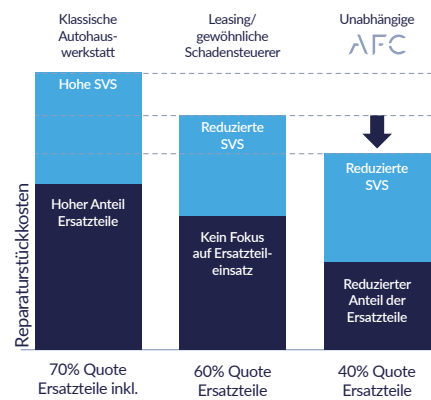 Klassische
Autohaus-
werkstatt
Leasing/
gewöhnliche
Schadensteuerer
Unabhängige
AFC
Hohe SVS
Hoher Anteil
Ersatzteile
Reduzierte
SVS
Kein Fokus
auf Ersatzteil-
einsatz
Reduzierte
SVS
Reduzierter
Anteil der
Ersatzteile
Reparaturstückkosten
70% Quote
Ersatzteile inkl.
60% Quote
Ersatzteile
40% Quote
Ersatzteile